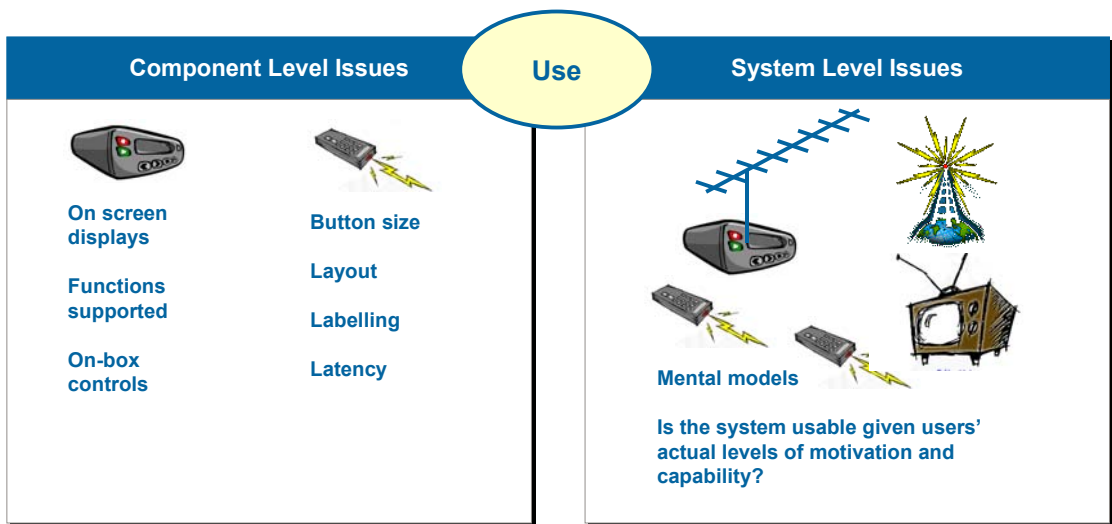 Component Level Issues
Use
System Level Issues
On screen
displays
Functions
supported
On-box
controls
Button size
Layout
Labelling
Latency
Mental models
Is the system usable given users’
actual levels of motivation and
capability?